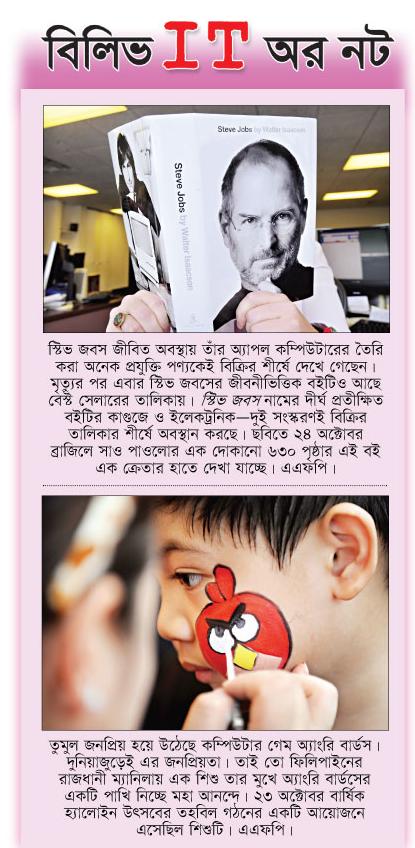 বিলিভ IT অর নট
Steve Jobs by Walter Isaacson
Steve Jobs by Walter Isaacson
স্টিভ জবস জীবিত অবস্থায় তাঁর অ্যাপল কম্পিউটারের তৈরি
করা অনেক প্রযুক্তি পণ্যকেই বিক্রির শীর্ষে দেখে গেছেন।
মৃত্যুর পর এবার স্টিভ জবসের জীবনীভিত্তিক বইটিও আছে
বেস্ট সেলারের তালিকায়। স্টিভ জবস নামের দীর্ঘ প্রতীক্ষিত
বইটির কাগুজে ও ইলেকট্রনিক—দুই সংস্করণই বিক্রির
তালিকার শীর্ষে অবস্থান করছে। ছবিতে ২৪ অক্টোবর
ব্রাজিলে সাও পাওলোর এক দোকানো ৬৩০ পৃষ্ঠার এই বই
এক ক্রেতার হাতে দেখা যাচ্ছে। এএফপি।
তুমুল জনপ্রিয় হয়ে উঠেছে কম্পিউটার গেম অ্যাংরি বার্ডস।
দুনিয়াজুড়েই এর জনপ্রিয়তা। তাই তো ফিলিপাইনের
রাজধানী ম্যানিলায় এক শিশু তার মুখে অ্যাংরি বার্ডসের
একটি পাখি নিচ্ছে মহা আনন্দে। ২৩ অক্টোবর বার্ষিক
হ্যালোইন উৎসবের তহবিল গঠনের একটি আয়োজনে
এসেছিল শিশুটি। এএফপি।